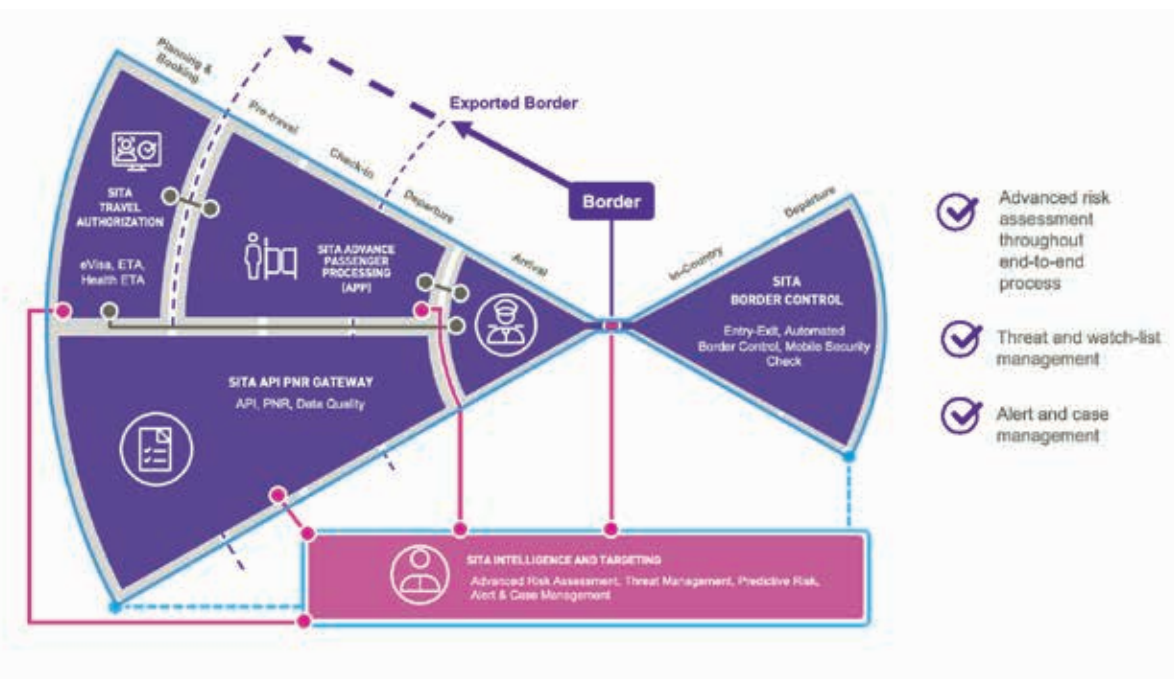 Planning &
Booking
Pre-travel
Check-in
Departure
Arrival
Exported Border
Border
In-Country
Departure
SITA
TRAVEL
AUTHORIZATION
eVisa, ETA,
Health ETA
SITA ADVANCE
PASSENGER
PROCESSING
(APP)
SITA API PNR GATEWAY
API, PNR, Data Quality
SITA
BORDER CONTROL
Entry-Exit, Automated
Border Control, Mobile Security
Check
SITA INTELLIGENCE AND TARGETING
Advanced Risk Assessment, Threat Management, Predictive Risk,
Alert & Case Management
Advanced risk
assessment
throughout
end-to-end
process
Threat and watch-list
management
Alert and case
management